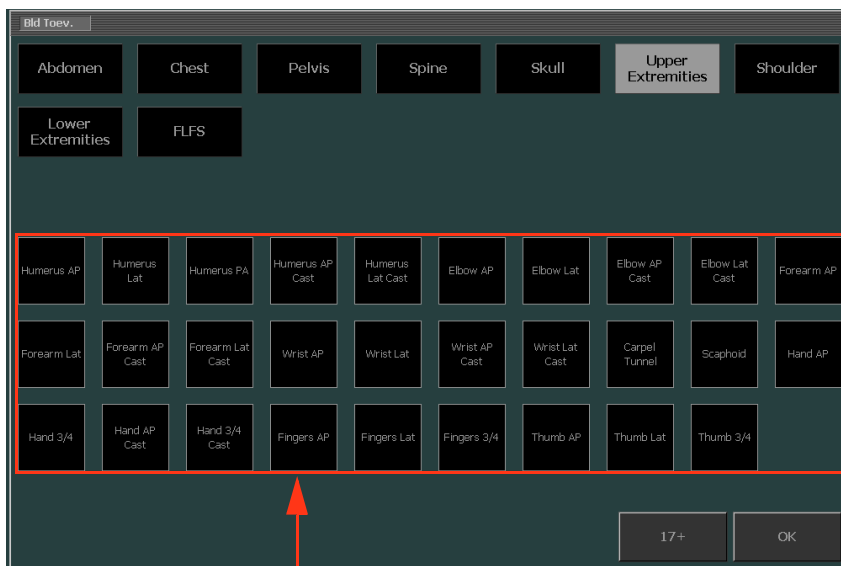 Bld Toev.
Abdomen
Chest
Pelvis
Spine
Skull
Upper
Extremities
Shoulder
Lower
Extremities
FLFS
Humerus AP
Humerus
Lat
Humerus PA
Humerus AP
Cast
Humerus
Lat Cast
Elbow AP
Elbow Lat
Elbow AP
Cast
Elbow Lat
Cast
Forearm AP
Forearm Lat
Forearm AP
Cast
Forearm Lat
Cast
Wrist AP
Wrist Lat
Wrist AP
Cast
Wrist Lat
Cast
Carpel
Tunnel
Scaphoid
Hand AP
Hand 3/4
Hand AP
Cast
Hand 3/4
Cast
Fingers AP
Fingers Lat
Fingers 3/4
Thumb AP
Thumb Lat
Thumb 3/4
17+
OK